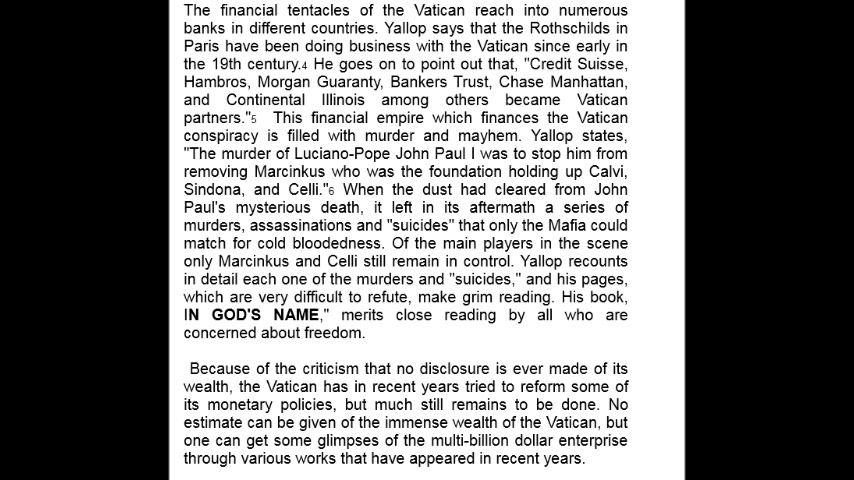 The financial tentacles of the Vatican reach into numerous
banks in different countries. Yallop says that the Rothschilds in
Paris have been doing business with the Vatican since early in
the 19th century.4 He goes on to point out that, "Credit Suisse,
Hambros, Morgan Guaranty, Bankers Trust, Chase Manhattan,
and Continental Illinois among others became Vatican
partners."5 This financial empire which finances the Vatican
conspiracy is filled with murder and mayhem. Yallop states,
"The murder of Luciano-Pope John Paul I was to stop him from
removing Marcinkus who was the foundation holding up Calvi,
Sindona, and Celli."6 When the dust had cleared from John
Paul's mysterious death, it left in its aftermath a series of
murders, assassinations and "suicides" that only the Mafia could
match for cold bloodedness. Of the main players in the scene
only Marcinkus and Celli still remain in control. Yallop recounts
in detail each one of the murders and "suicides," and his pages,
which are very difficult to refute, make grim reading. His book,
IN GOD'S NAME," merits close reading by all who are
concerned about freedom.
Because of the criticism that no disclosure is ever made of its
wealth, the Vatican has in recent years tried to reform some of
its monetary policies, but much still remains to be done. No
estimate can be given of the immense wealth of the Vatican, but
one can get some glimpses of the multi-billion dollar enterprise
through various works that have appeared in recent years.